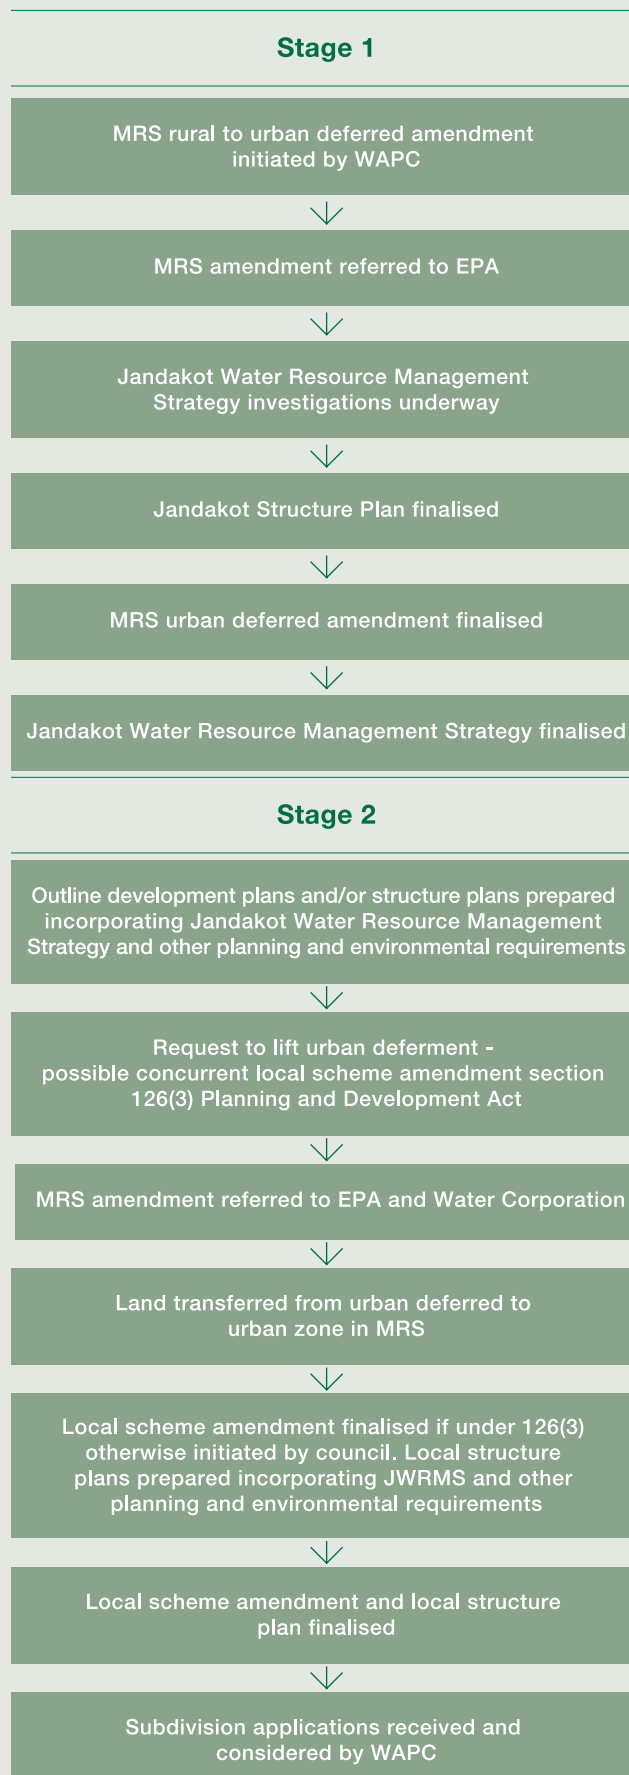 Stage 1
MRS rural to urban deferred amendment
initiated by WAPC
MRS amendment referred to EPA
Jandakot Water Resource Management
Strategy investigations underway
Jandakot Structure Plan finalised
MRS urban deferred amendment finalised
Jandakot Water Resource Management Strategy finalised
Stage 2
Outline development plans and/or structure plans prepared
incorporating Jandakot Water Resource Management
Strategy and other planning and environmental requirements
Request to lift urban deferment -
possible concurrent local scheme amendment section
126(3) Planning and Development Act
MRS amendment referred to EPA and Water Corporation
Land transferred from urban deferred to
urban zone in MRS
Local scheme amendment finalised if under 126(3)
otherwise initiated by council. Local structure
plans prepared incorporating JWRMS and other
planning and environmental requirements
Local scheme amendment and local structure
plan finalised
Subdivision applications received and
considered by WAPC